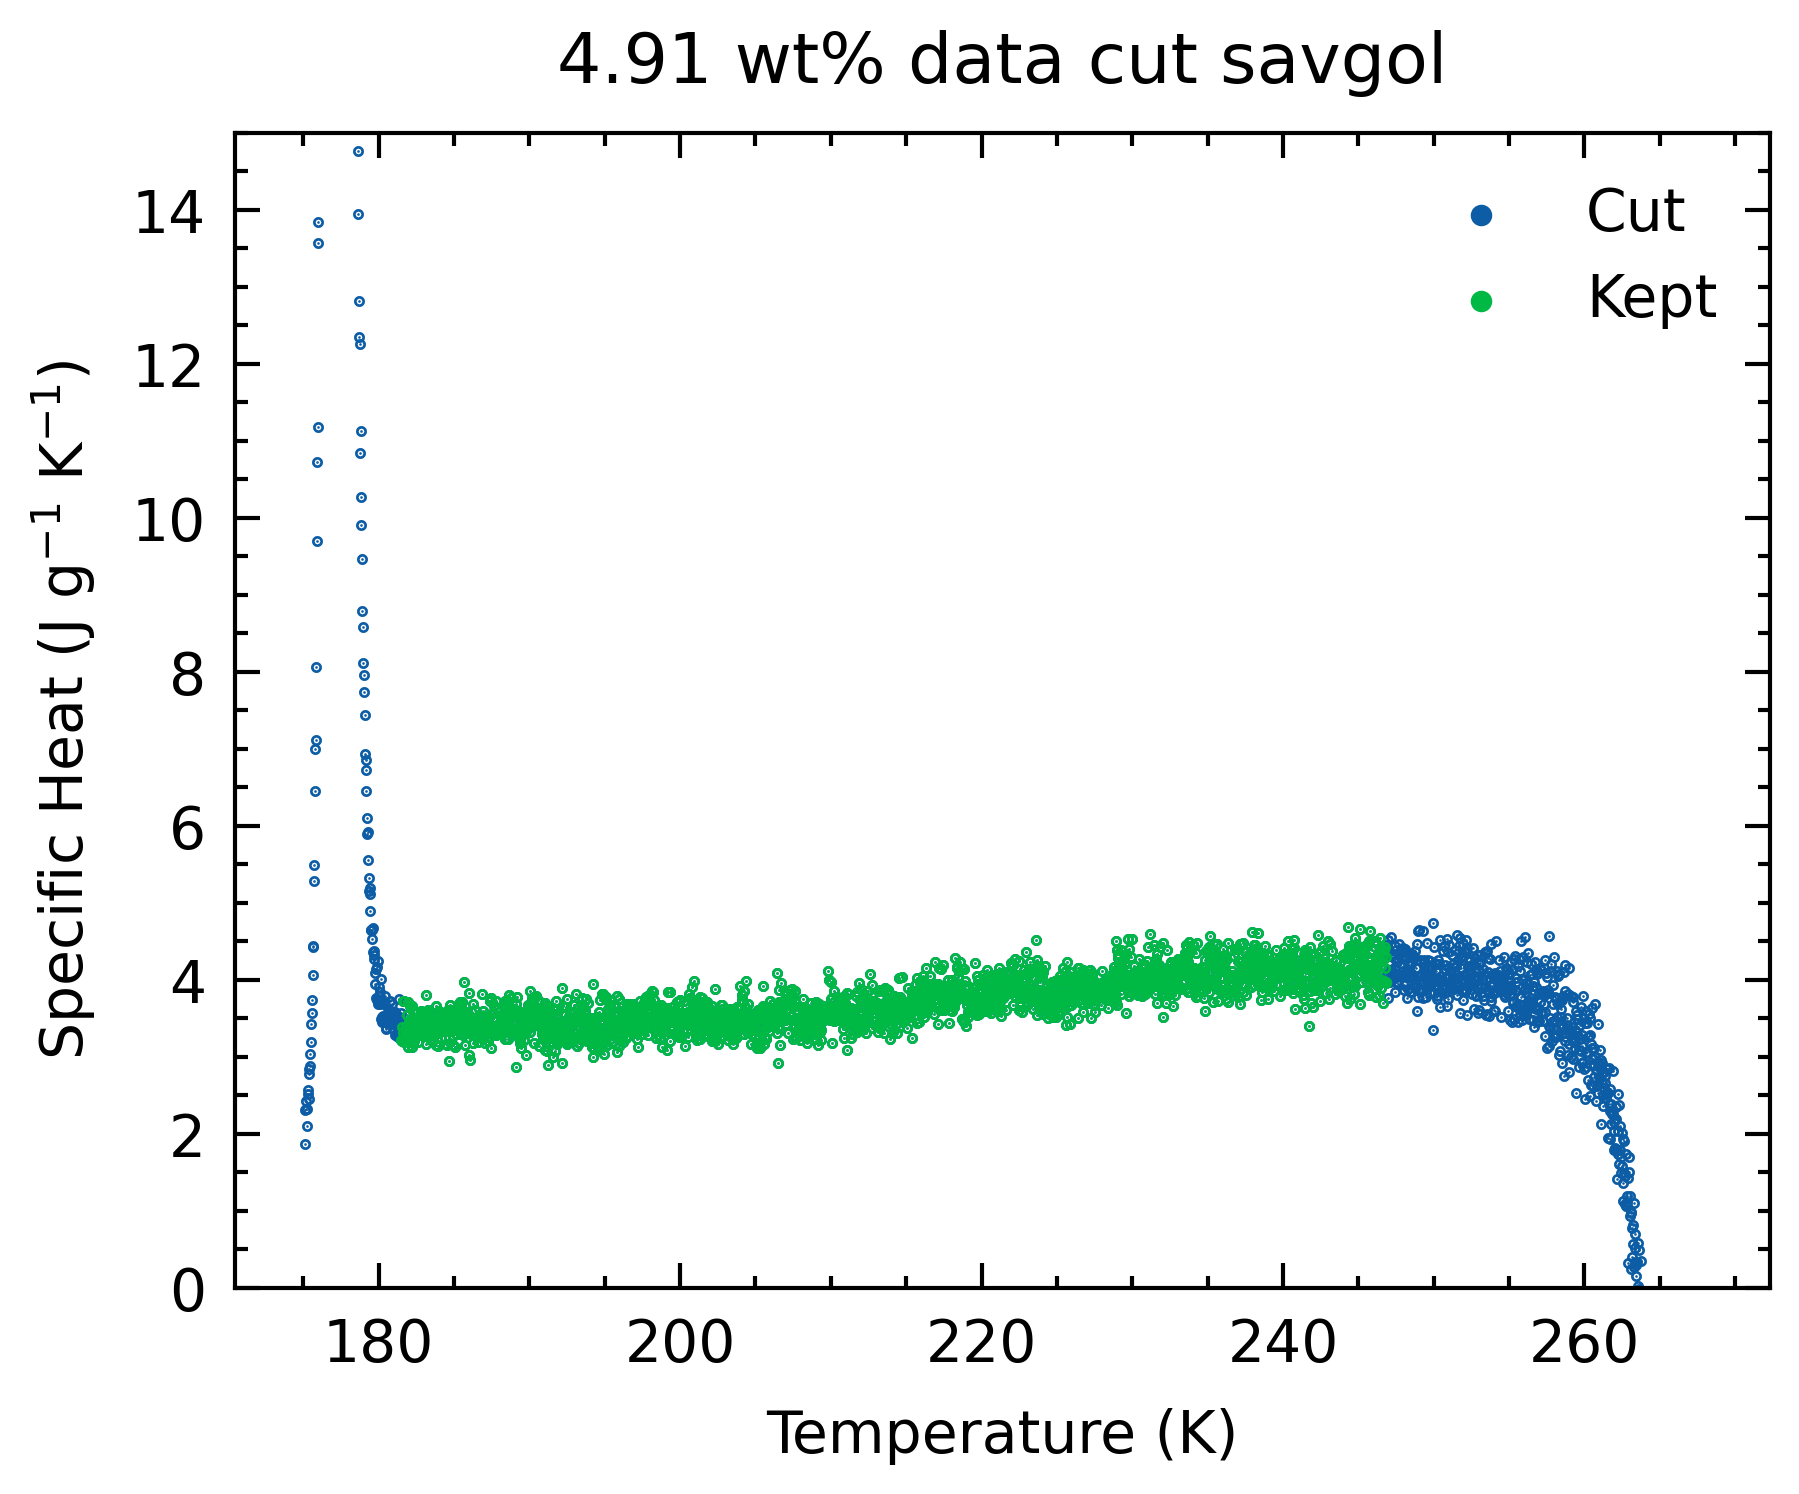 4.91 wt% data cut savgol
Cut
Kept
14
12
10
8
6
4
2
0
Specific Heat (J g⁻¹ K⁻¹)
180 200 220 240 260
Temperature (K)